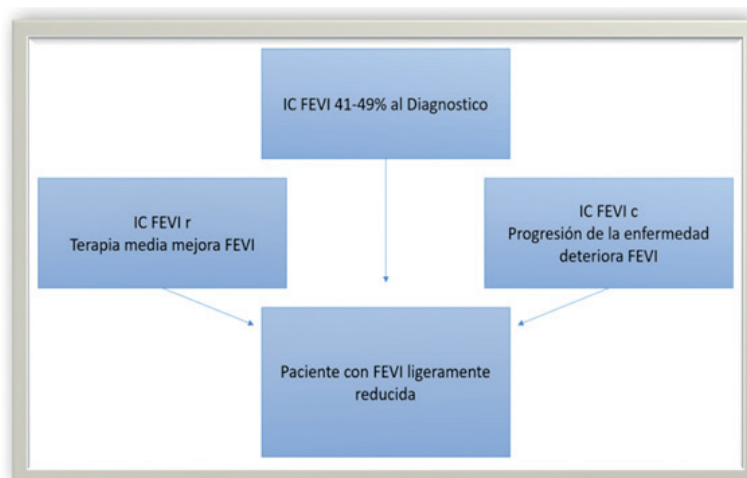 IC FEVI 41-49% al Diagnostico
IC FEVI r
Terapia media mejora FEVI
IC FEVI c
Progresión de la enfermedad
deteriora FEVI
Paciente con FEVI ligeramente
reducida